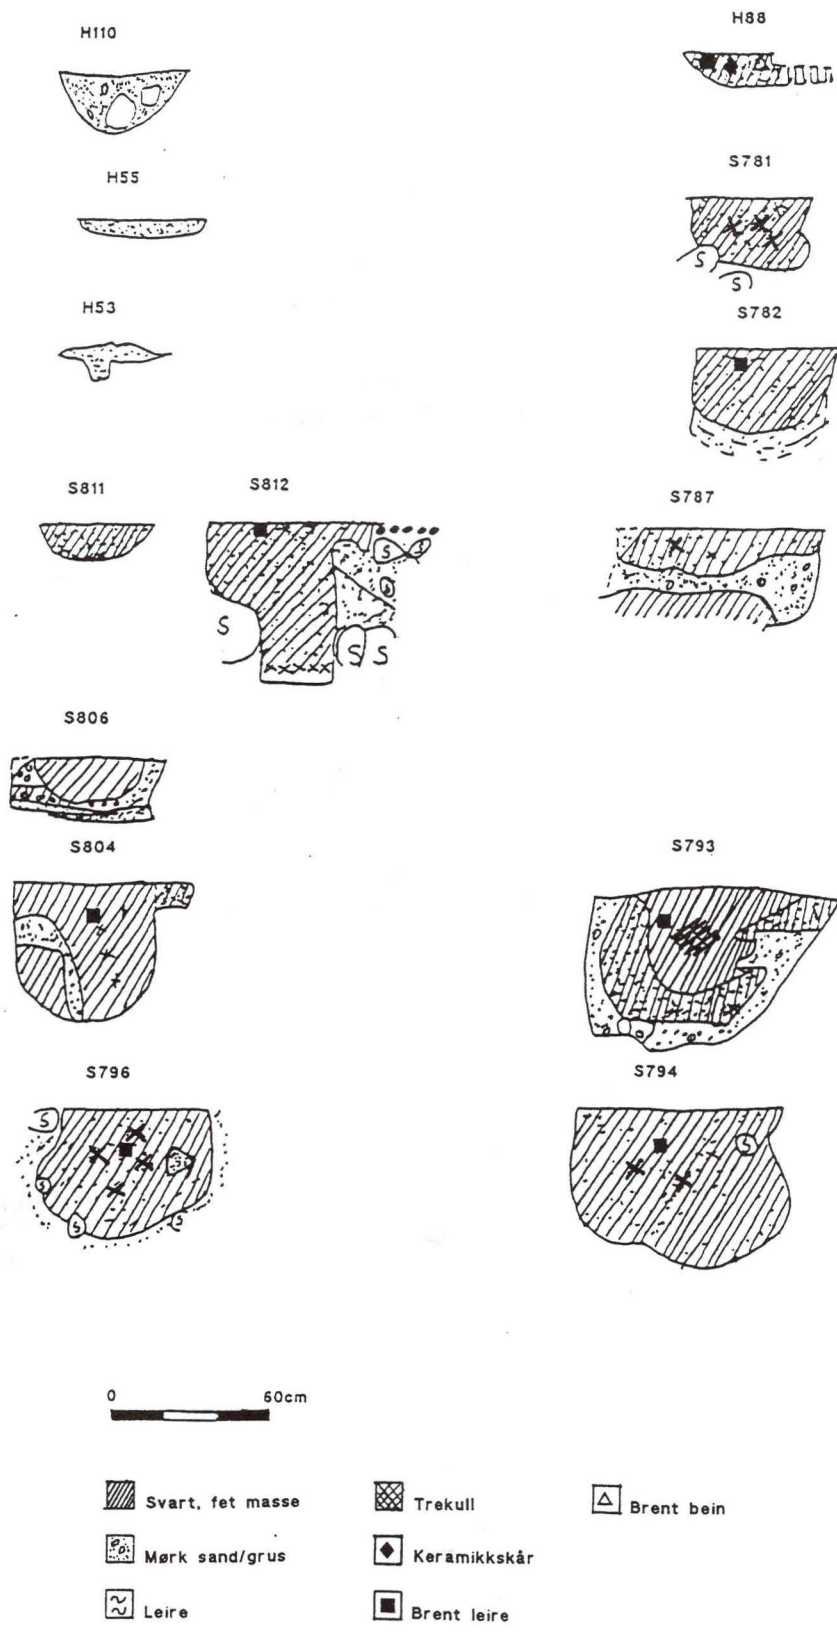 H110
H88
H55
S781
S S
H53
S782
S811 S812
S787
S S S S S
S806
S804
S793
S796
S794
S S S S S
S
0 60cm
Svart, fet masse
Trekull
Brent bein
Mørk sand/grus
Keramikkskår
Leire
Brent leire